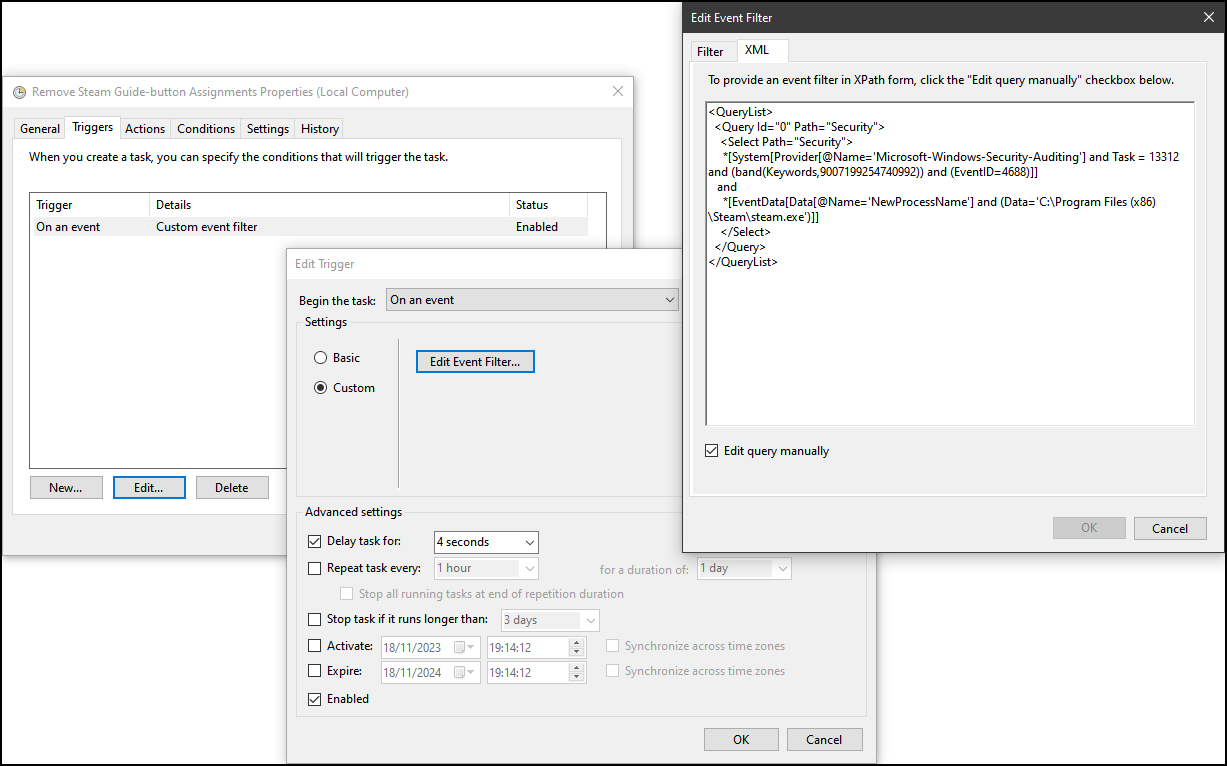 Remove Steam Guide-button Assignments Properties (Local Computer)
General Triggers Actions Conditions Settings History
When you create a task, you can specify the conditions that will trigger the task.
Trigger Details Status
On an event Custom event filter Enabled
New... Edit... Delete
Edit Trigger
Begin the task: On an event
Settings
Basic
Custom
Edit Event Filter...
Advanced settings
Delay task for: 4 seconds
Repeat task every: 1 hour for a duration of: 1 day
Stop all running tasks at end of repetition duration
Stop task if it runs longer than: 3 days
Activate: 18/11/2023 19:14:12 Synchronize across time zones
Expire: 18/11/2024 19:14:12 Synchronize across time zones
Enabled
OK Cancel
Edit Event Filter
Filter XML
To provide an event filter in XPath form, click the "Edit query manually" checkbox below.
<QueryList>
<Query Id="0" Path="Security">
<Select Path="Security">
*[System[Provider[@Name='Microsoft-Windows-Security-Auditing'] and Task = 13312
and (band(Keywords,9007199254740992)) and (EventID=4688)]]
and
*[EventData[Data[@Name='NewProcessName'] and (Data='C:\Program Files (x86)
\Steam\steam.exe')]]
</Select>
</Query>
</QueryList>
Edit query manually
OK Cancel